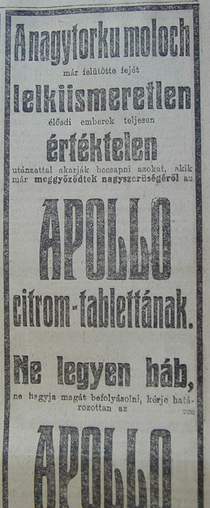 A nagytorku moloch
már felütötte fejét
lelkiismeretlen
élősdi emberek teljesen
értéktelen
utánzattal akarják becsapni azokat, akik
már meggyőződtek nagyszerűségéről az
APOLLO
citrom-tablettának.
Ne legyen báb,
ne hagyja magát befolyásolni, kérje hatá-
rozottan az
APOLLO